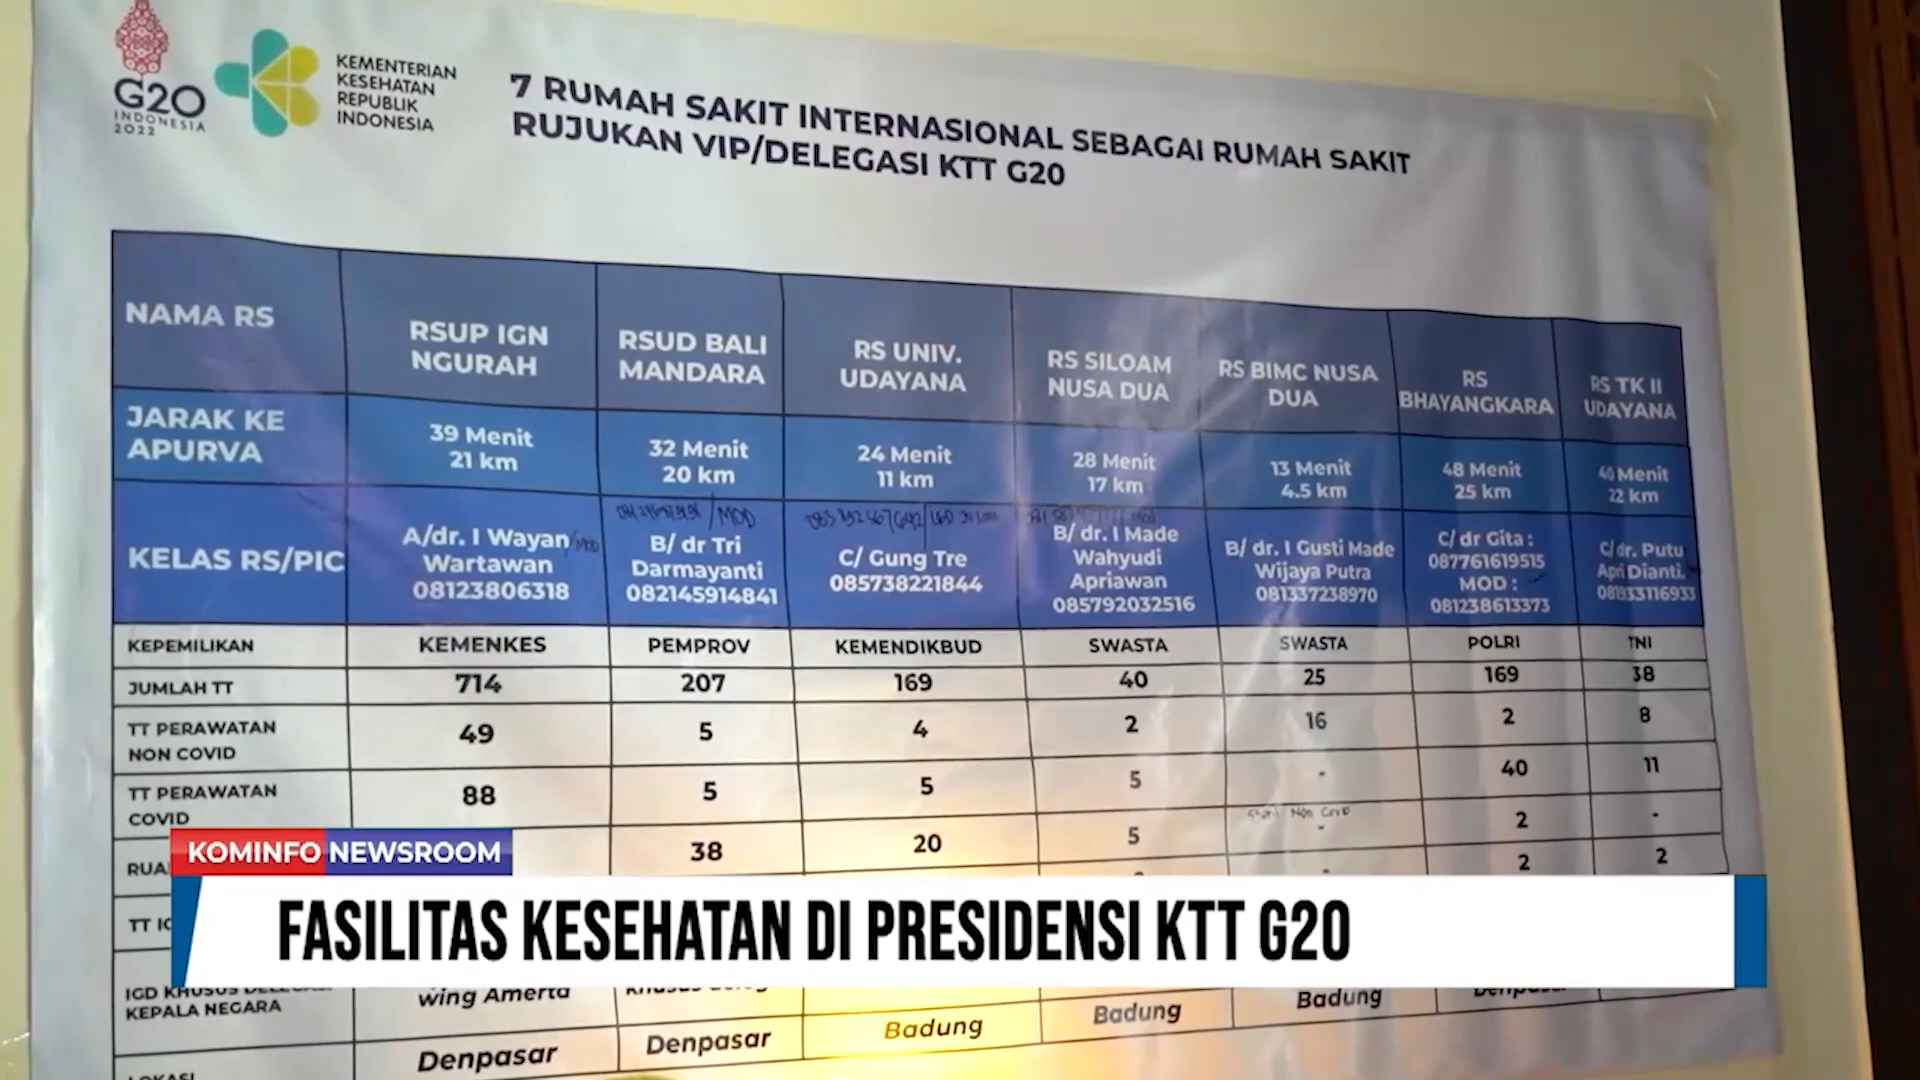 G20
INDONESIA
2022
KEMENTERIAN
KESEHATAN
REPUBLIK
INDONESIA
7 RUMAH SAKIT INTERNASIONAL SEBAGAI RUMAH SAKIT
RUJUKAN VIP/DELEGASI KTT G20
NAMA RS
RSUP IGN
NGURAH
RSUD BALI
MANDARA
RS UNIV.
UDAYANA
RS SILOAM
NUSA DUA
RS BIMC NUSA
DUA
RS
BHAYANGKARA
RS TK II
UDAYANA
JARAK KE
APURVA
39 Menit
21 km
32 Menit
20 km
24 Menit
11 km
28 Menit
17 km
13 Menit
4.5 km
48 Menit
25 km
40 Menit
22 km
KELAS RS/PIC
A/dr. I Wayan /MOD
Wartawan
08123806318
/MOD
B/ dr Tri
Darmayanti
082145914841
C/ Gung Tre
085738221844
B/ dr. I Made
Wahyudi
Apriawan
085792032516
B/ dr. I Gusti Made
Wijaya Putra
081337238970
C/ dr Gita :
087761619515
MOD :
081238613373
C/dr. Putu
Apri Dianti.
KEPEMILIKAN
KEMENKES
PEMPROV
KEMENDIKBUD
SWASTA
SWASTA
POLRI
TNI
JUMLAH TT
714
207
169
40
25
169
38
TT PERAWATAN
NON COVID
49
5
4
2
16
2
8
TT PERAWATAN
COVID
88
5
5
5
-
40
11
Non Covid
38
20
5
-
2
-
-
2
2
KOMINFO NEWSROOM
FASILITAS KESEHATAN DI PRESIDENSI KTT G20
IGD KHUSUS
KEPALA NEGARA
wing Amerta
LOKASI
Denpasar
Denpasar
Badung
Badung
Badung